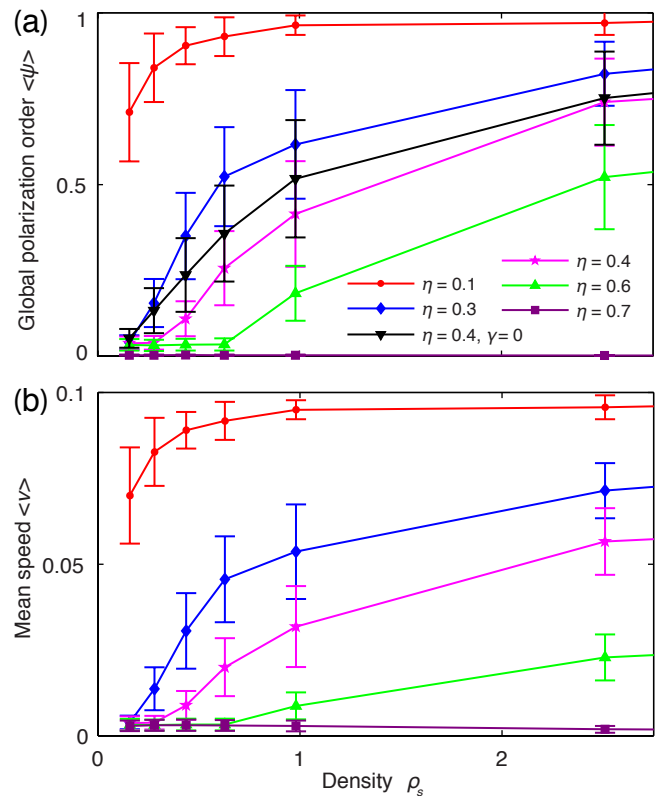 (a)
1
0.5
0
Global polarization order <ψ>
η = 0.1
η = 0.3
η = 0.4, γ = 0
η = 0.4
η = 0.6
η = 0.7
(b)
0.1
0.05
0
Mean speed <v>
0 1 2
Density ρs